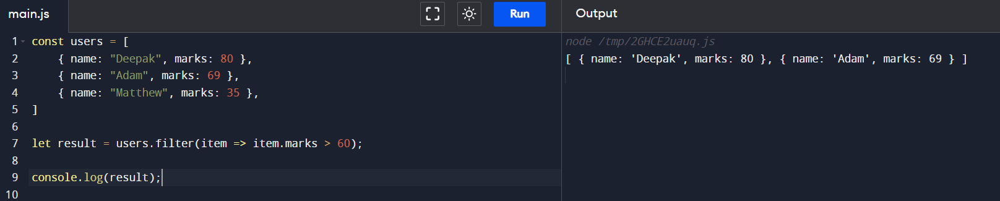 main.js
Run
Output
1 const users = [
2     { name: "Deepak", marks: 80 },
3     { name: "Adam", marks: 69 },
4     { name: "Matthew", marks: 35 },
5 ]
6
7 let result = users.filter(item => item.marks > 60);
8
9 console.log(result);
10
node /tmp/2GHCE2uauq.js
[ { name: 'Deepak', marks: 80 }, { name: 'Adam', marks: 69 } ]